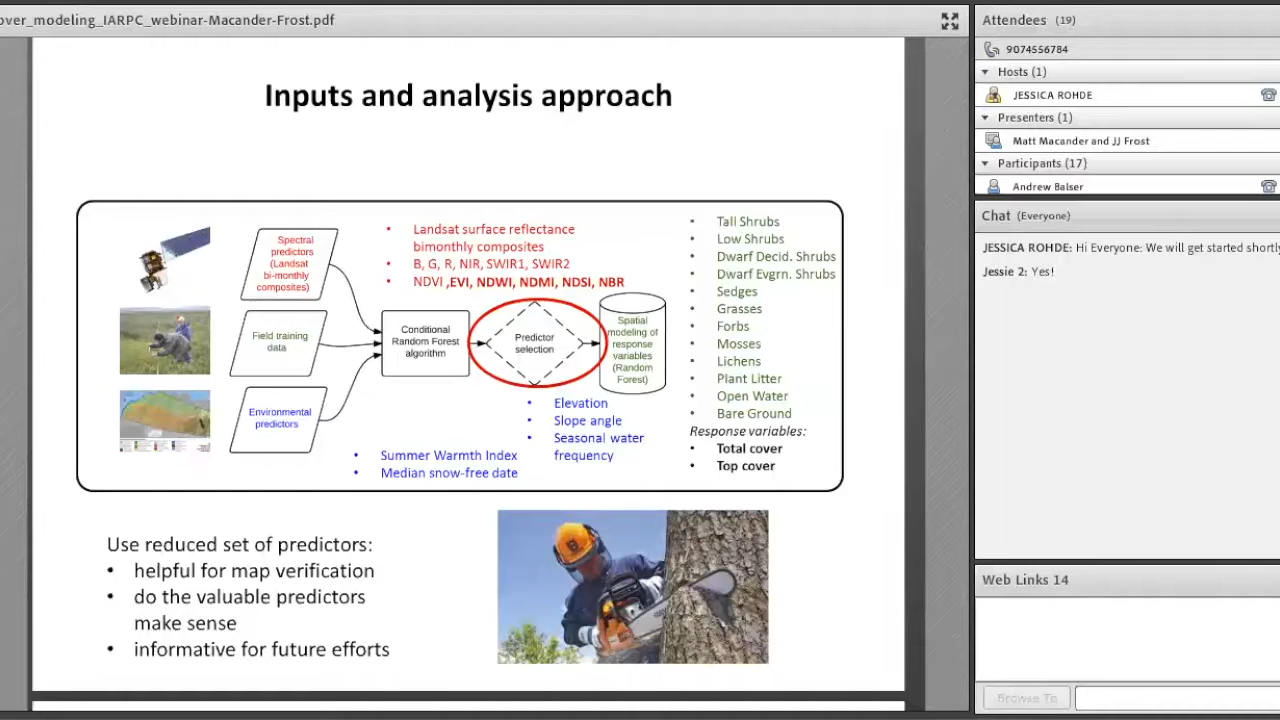 over_modeling_IARPC_webinar-Macander-Frost.pdf
Inputs and analysis approach
Spectral
predictors
(Landsat
bi-monthly
composites)
Field training
data
Environmental
predictors
• Landsat surface reflectance
bimonthly composites
• B, G, R, NIR, SWIR1, SWIR2
• NDVI ,EVI, NDWI, NDMI, NDSI, NBR
Conditional
Random Forest
algorithm
Predictor
selection
Spatial
modeling of
response
variables
(Random
Forest)
• Elevation
• Slope angle
• Seasonal water
frequency
• Summer Warmth Index
• Median snow-free date
• Tall Shrubs
• Low Shrubs
• Dwarf Decid. Shrubs
• Dwarf Evgrn. Shrubs
• Sedges
• Grasses
• Forbs
• Mosses
• Lichens
• Plant Litter
• Open Water
• Bare Ground
Response variables:
• Total cover
• Top cover
Use reduced set of predictors:
• helpful for map verification
• do the valuable predictors
make sense
• informative for future efforts
Attendees (19)
9074556784
Hosts (1)
JESSICA ROHDE
Presenters (1)
Matt Macander and JJ Frost
Participants (17)
Andrew Balser
Chat (Everyone)
JESSICA ROHDE: Hi Everyone: We will get started shortly
Jessie 2: Yes!
Web Links 14
Browse To